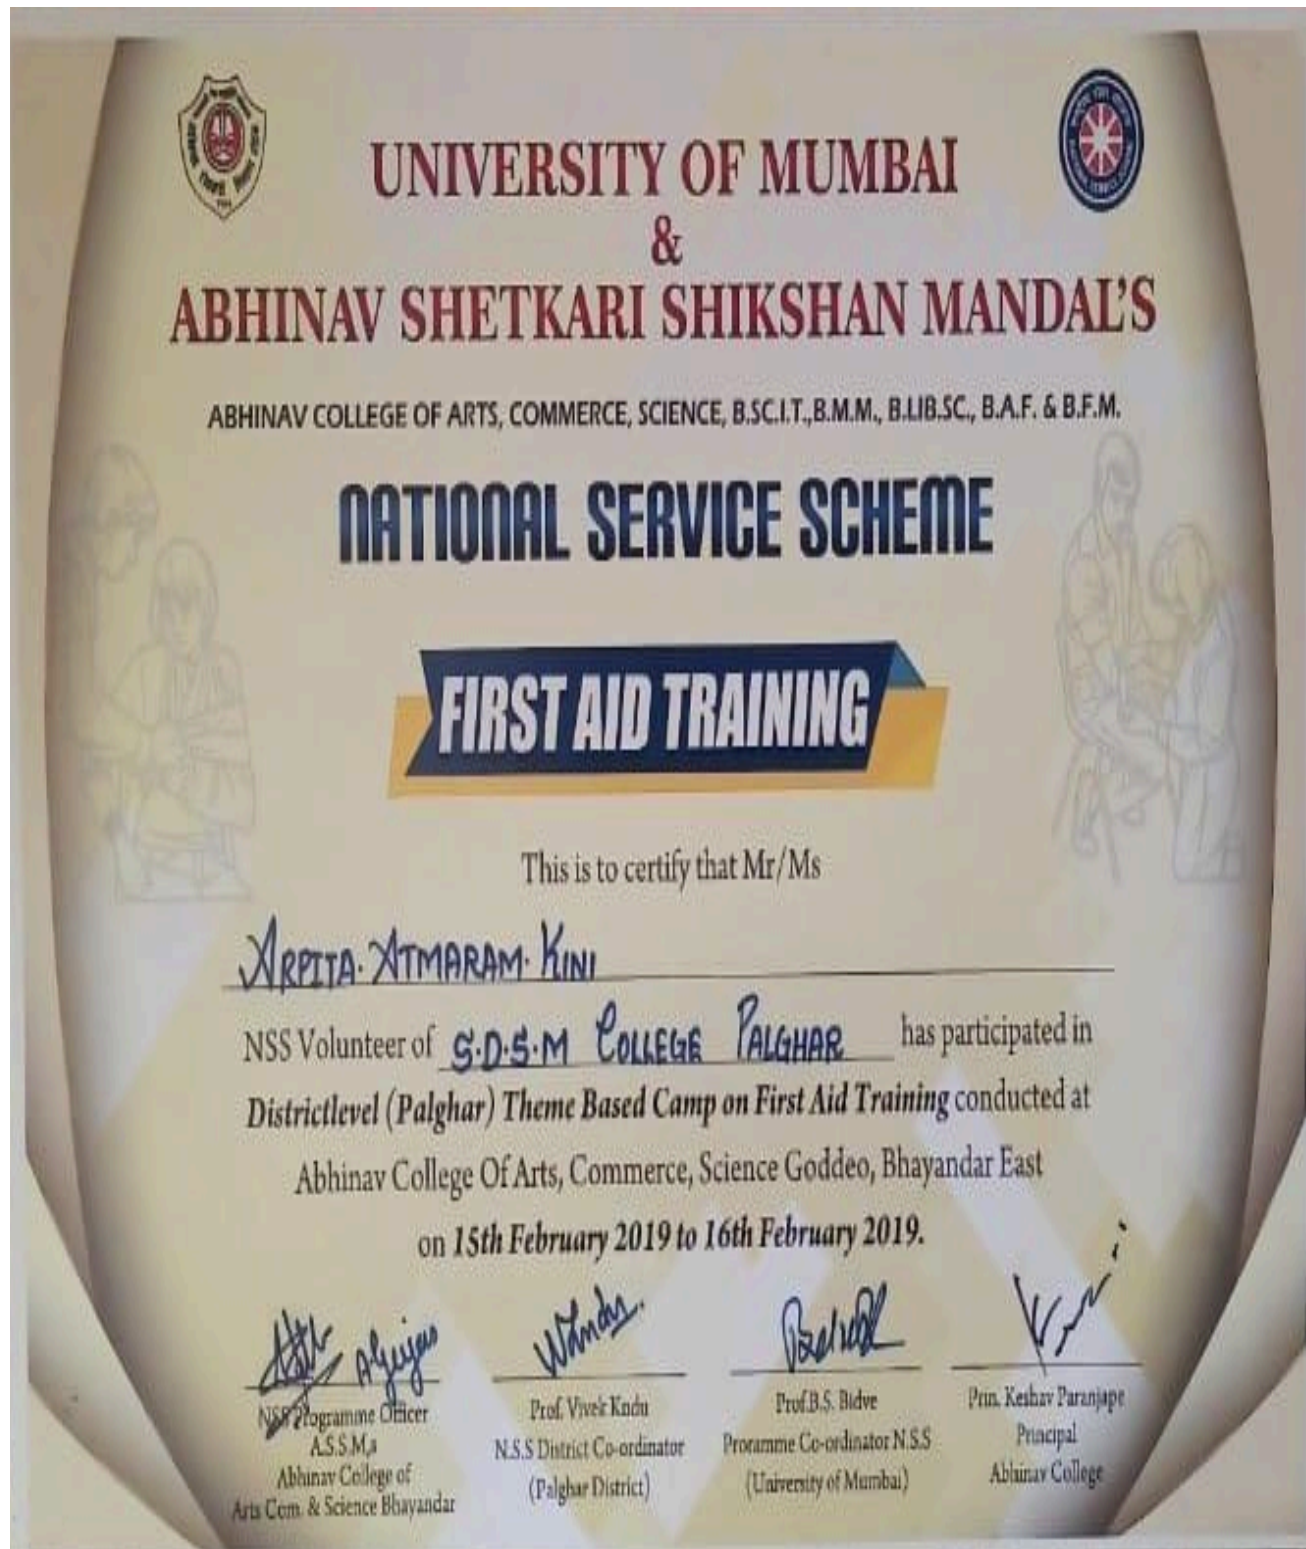 UNIVERSITY OF MUMBAI
&
ABHINAV SHETKARI SHIKSHAN MANDAL'S
ABHINAV COLLEGE OF ARTS, COMMERCE, SCIENCE, B.SC.I.T.,B.M.M., B.LIB.SC., B.A.F. & B.F.M.
NATIONAL SERVICE SCHEME
FIRST AID TRAINING
This is to certify that Mr/Ms
ARPITA. ATMARAM. KINI
NSS Volunteer of S.D.S.M COLLEGE PALGHAR has participated in
Districtlevel (Palghar) Theme Based Camp on First Aid Training conducted at
Abhinav College Of Arts, Commerce, Science Goddeo, Bhayandar East
on 15th February 2019 to 16th February 2019.
NSS Programme Officer
A.S.S.M,s
Abhinav College of
Arts Com. & Science Bhayandar
Prof. Vivek Kudu
N.S.S District Co-ordinator
(Palghar District)
Prof.B.S. Bidve
Proramme Co-ordinator N.S.S
(University of Mumbai)
Prin. Keshav Paranjape
Principal
Abhinav College